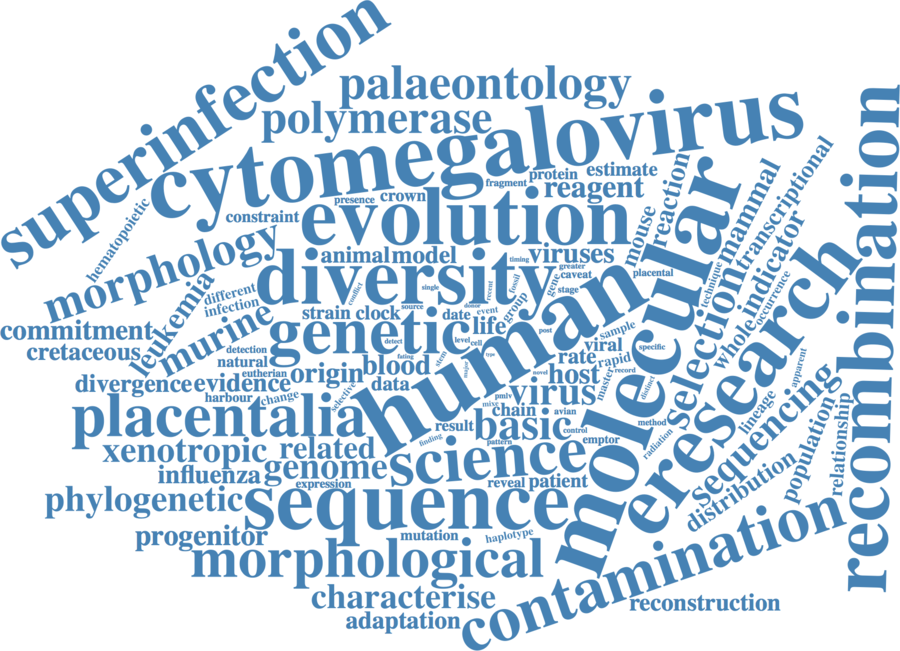 superinfection
palaeontology
polymerase
cytomegalovirus
recombination
protein
estimate
fragment
reagent
reaction
presence
crown
hematopoietic
constraint
evolution
mouse
molecular
mammal
transcriptional
morphology
animal
model
timing
viruses
greater
caveat
placental
diversity
conflict
single
recent
fossil
gene
stage
technique
indicator
occurrence
leukemia
different
infection
source
donor
event
group
human
selection
whole
eresearch
commitment
cretaceous
murine
strain
clock
date
life
genetic
detect
level
cell
post
sample
viral
specific
detection
natural
eutherian
fating
stem
major
type
rate
rapid
record
master
distinct
apparent
divergence
evidence
origin
blood
data
novel
host
harbour
change
selective
pmlv
virus
mixc
chain
avian
method
lineage
sequencing
population
relationship
placentalia
result
basic
control
emptor
finding
pattern
radiation
xenotropic
related
influenza
genome
science
distribution
expression
reveal
patient
phylogenetic
sequence
progenitor
mutation
haplotype
morphological
contamination
characterise
adaptation
reconstruction